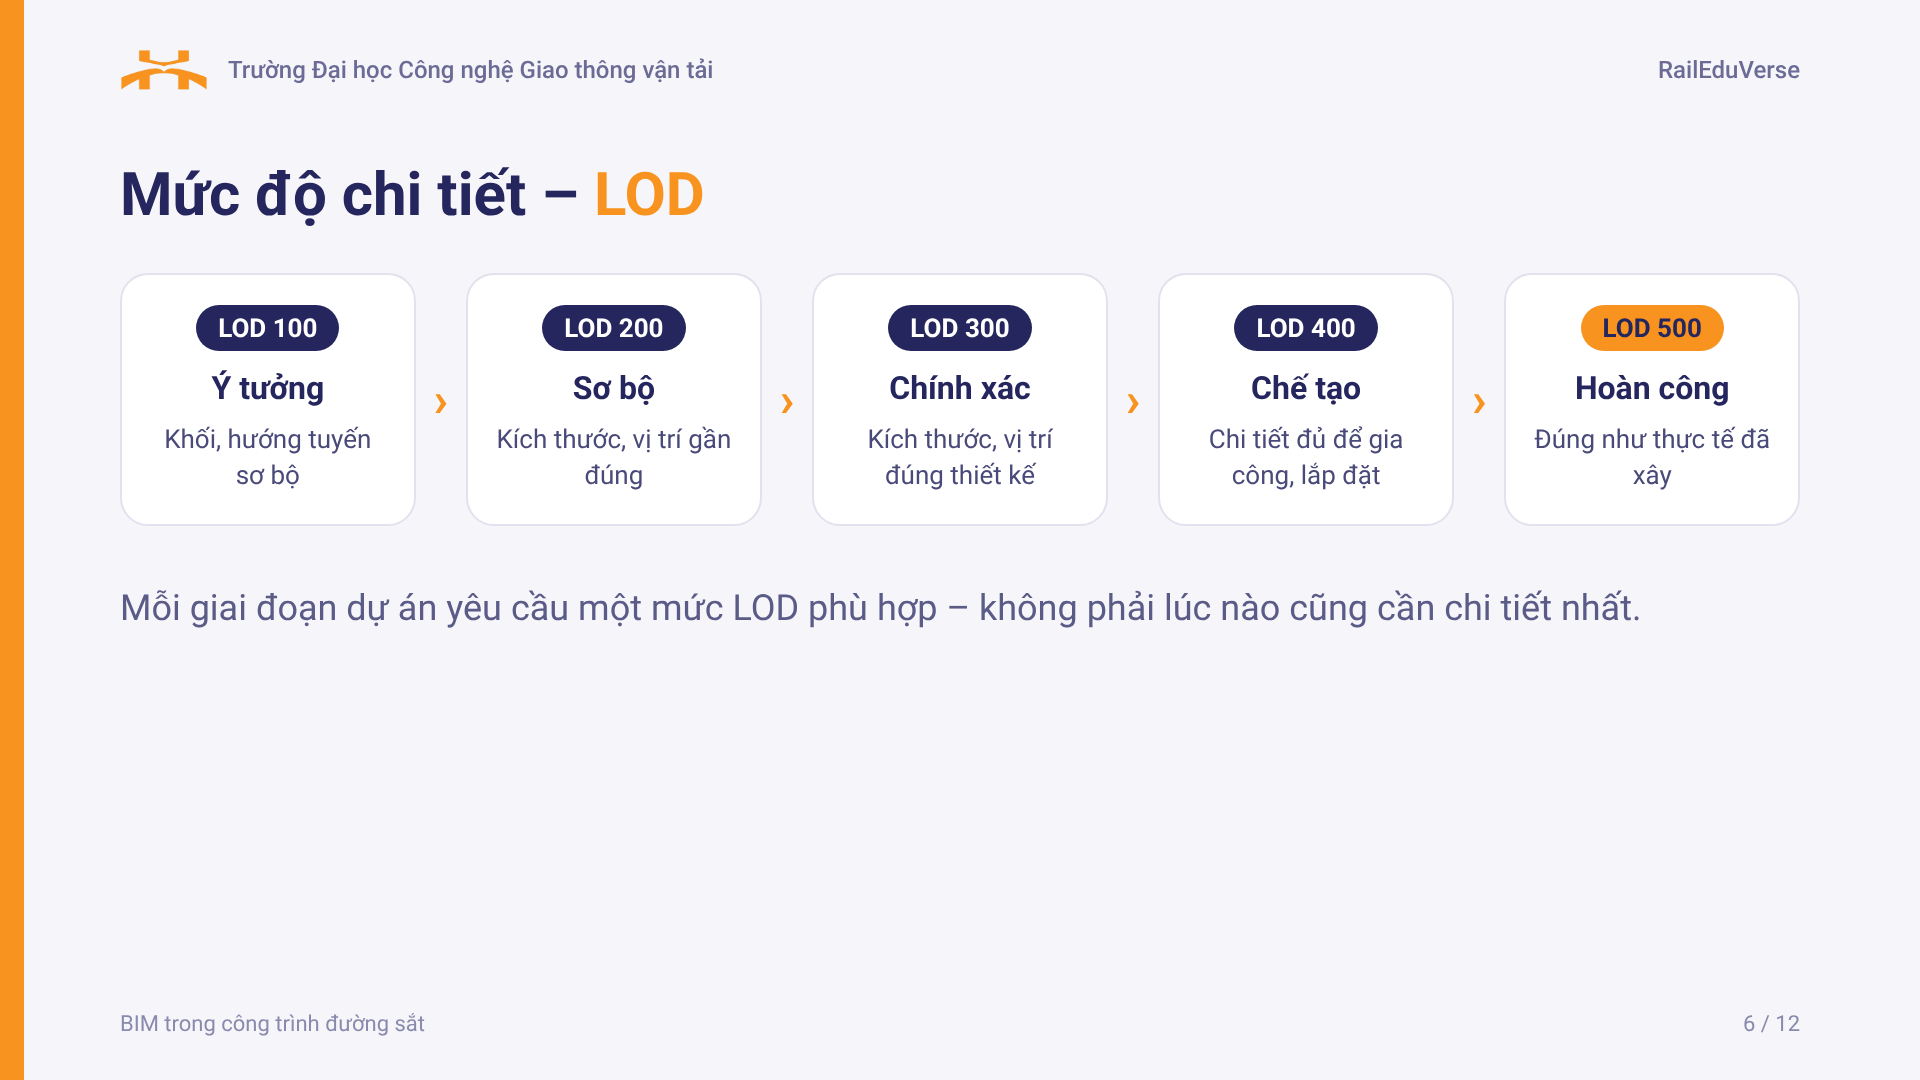 Trường Đại học Công nghệ Giao thông vận tải
RailEduVerse
Mức độ chi tiết – LOD
LOD 100
Ý tưởng
Khối, hướng tuyến
sơ bộ
›
LOD 200
Sơ bộ
Kích thước, vị trí gần
đúng
›
LOD 300
Chính xác
Kích thước, vị trí
đúng thiết kế
›
LOD 400
Chế tạo
Chi tiết đủ để gia
công, lắp đặt
›
LOD 500
Hoàn công
Đúng như thực tế đã
xây
Mỗi giai đoạn dự án yêu cầu một mức LOD phù hợp – không phải lúc nào cũng cần chi tiết nhất.
BIM trong công trình đường sắt
6 / 12